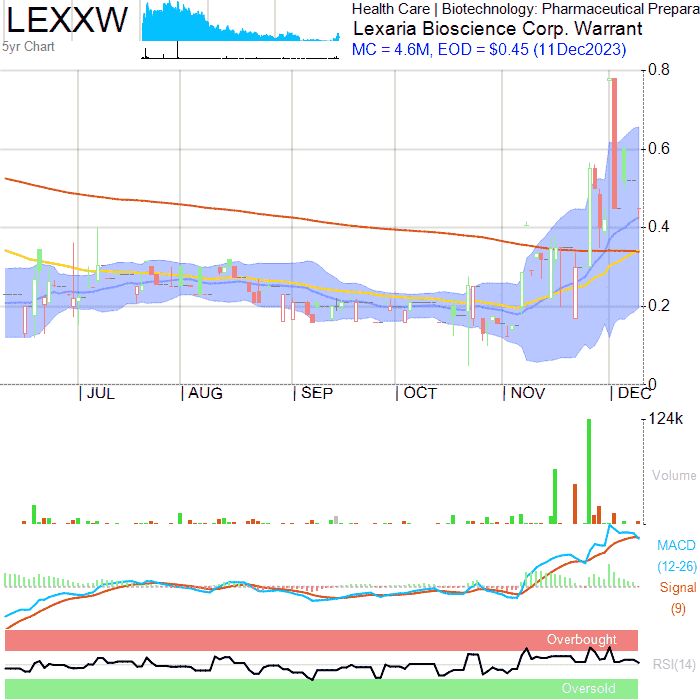 LEXXW
5yr Chart
Health Care | Biotechnology: Pharmaceutical Prepara
Lexaria Bioscience Corp. Warrant
MC = 4.6M, EOD = $0.45 (11Dec2023)
0.8
0.6
0.4
0.2
0
JUL AUG SEP OCT NOV DEC
124k
Volume
MACD
(12-26)
Signal
(9)
Overbought
RSI(14)
Oversold